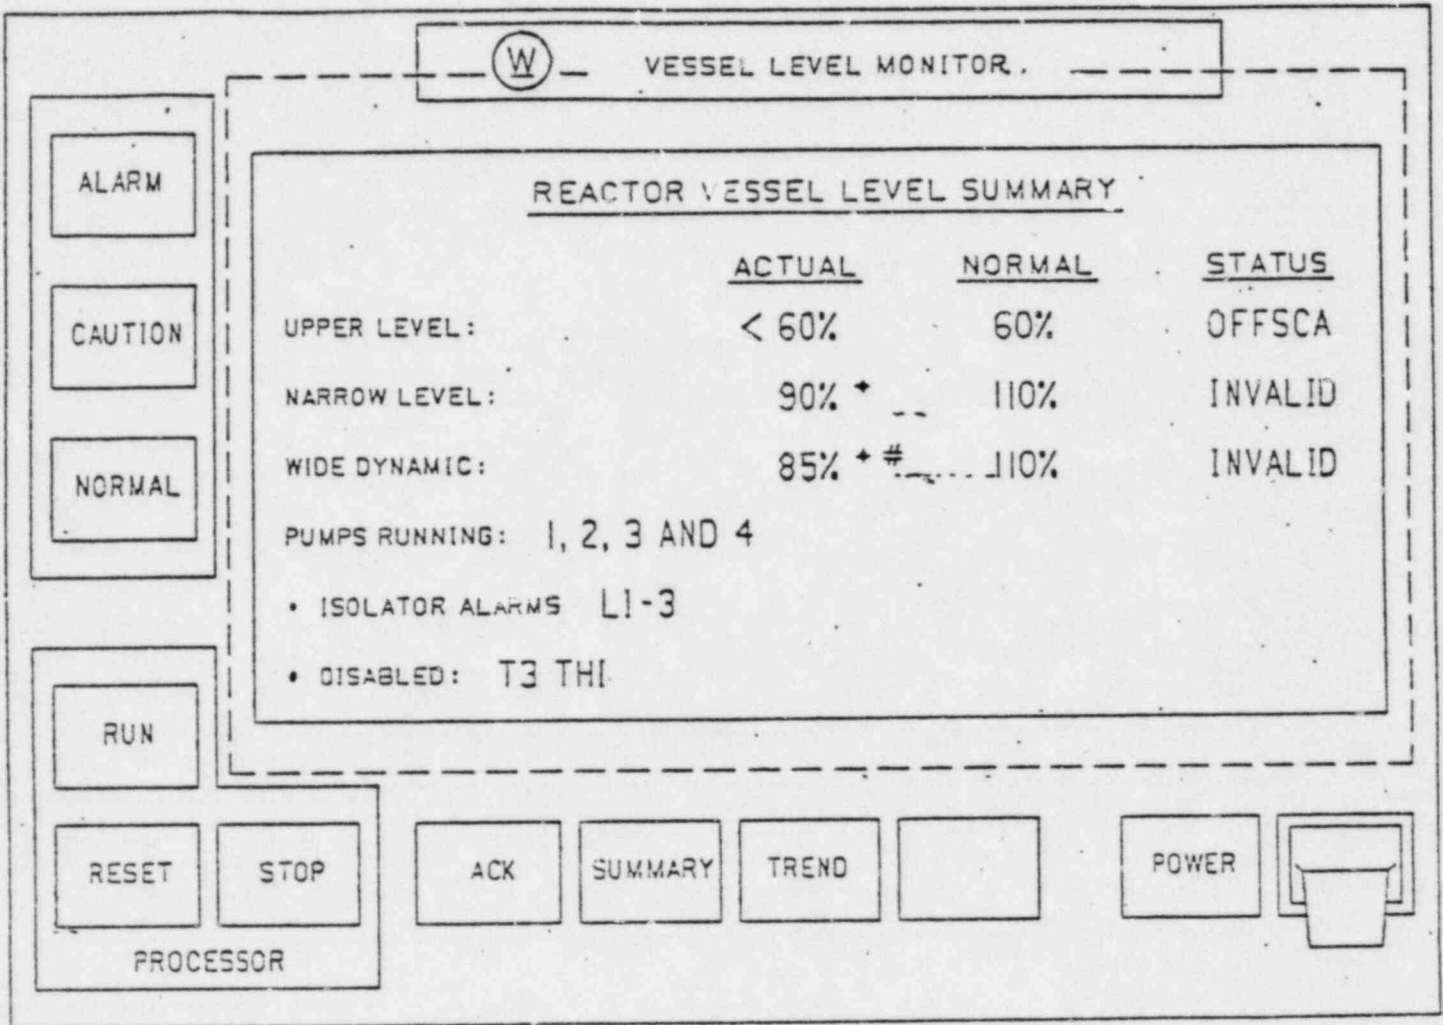 W VESSEL LEVEL MONITOR.
ALARM
CAUTION
NORMAL
REACTOR VESSEL LEVEL SUMMARY
ACTUAL NORMAL STATUS
UPPER LEVEL: < 60% 60% OFFSCA
NARROW LEVEL: 90% + 110% INVALID
WIDE DYNAMIC: 85% + # 110% INVALID
PUMPS RUNNING: 1, 2, 3 AND 4
• ISOLATOR ALARMS L1-3
• DISABLED: T3 TH1
RUN
RESET STOP
PROCESSOR
ACK SUMMARY TREND POWER